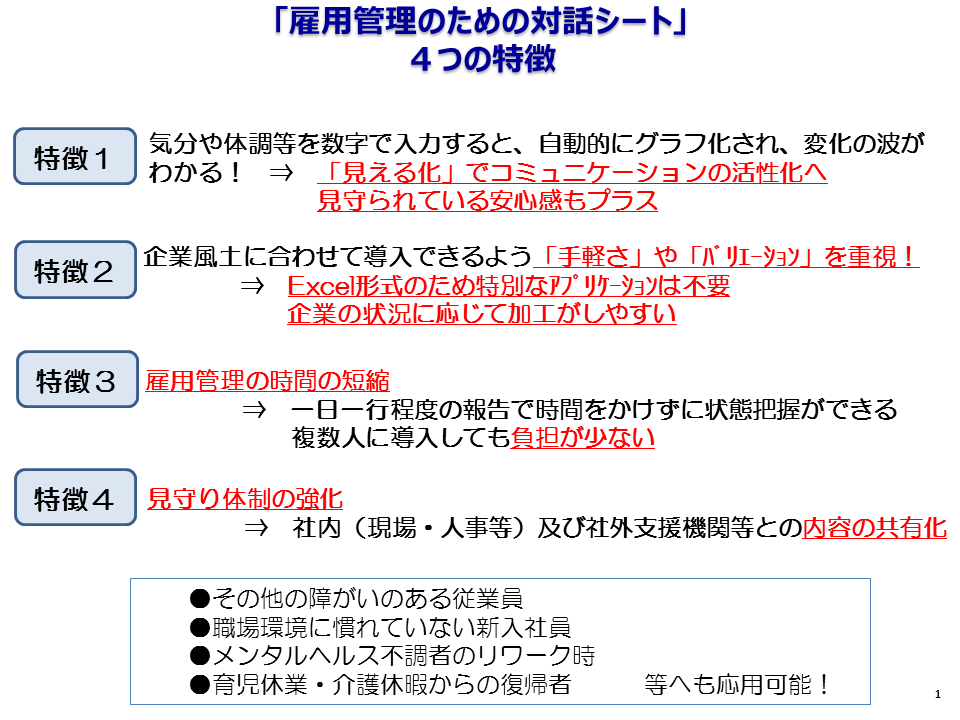 「雇用管理のための対話シート」
４つの特徴
特徴１
気分や体調等を数字で入力すると、自動的にグラフ化され、変化の波が
わかる！　⇒　「見える化」でコミュニケーションの活性化へ
見守られている安心感もプラス
特徴２
企業風土に合わせて導入できるよう「手軽さ」や「ﾊﾞﾘｴｰｼｮﾝ」を重視！
⇒　Excel形式のため特別なｱﾌﾟﾘｹｰｼｮﾝは不要
企業の状況に応じて加工がしやすい
特徴３
雇用管理の時間の短縮
⇒　一日一行程度の報告で時間をかけずに状態把握ができる
複数人に導入しても負担が少ない
特徴４
見守り体制の強化
⇒　社内（現場・人事等）及び社外支援機関等との内容の共有化
●その他の障がいのある従業員
●職場環境に慣れていない新入社員
●メンタルヘルス不調者のリワーク時
●育児休業・介護休暇からの復帰者　　　等へも応用可能！
1